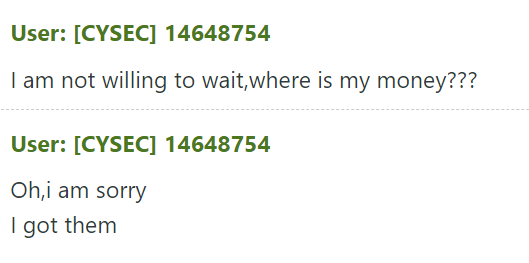 User: [CYSEC] 14648754
I am not willing to wait,where is my money???
User: [CYSEC] 14648754
Oh,i am sorry
I got them